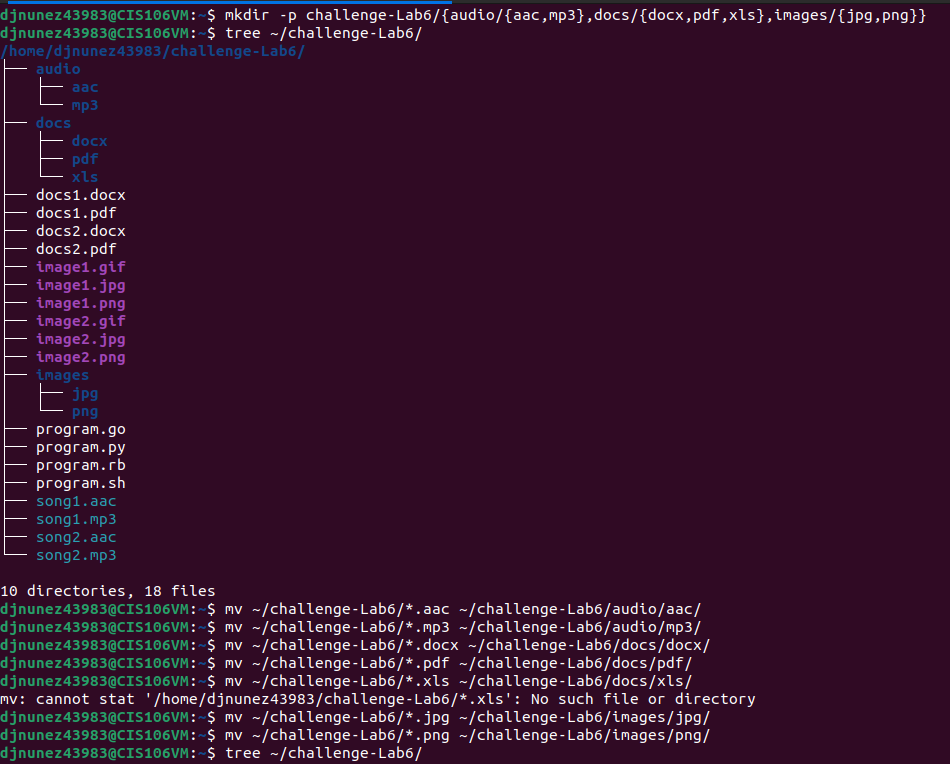 djnunez43983@CIS106VM:~$ mkdir -p challenge-Lab6/{audio/{aac,mp3},docs/{docx,pdf,xls},images/{jpg,png}}
djnunez43983@CIS106VM:~$ tree ~/challenge-Lab6/
/home/djnunez43983/challenge-Lab6/
├── audio
│   ├── aac
│   └── mp3
├── docs
│   ├── docx
│   ├── pdf
│   └── xls
├── docs1.docx
├── docs1.pdf
├── docs2.docx
├── docs2.pdf
├── image1.gif
├── image1.jpg
├── image1.png
├── image2.gif
├── image2.jpg
├── image2.png
├── images
│   ├── jpg
│   └── png
├── program.go
├── program.py
├── program.rb
├── program.sh
├── song1.aac
├── song1.mp3
├── song2.aac
└── song2.mp3
10 directories, 18 files
djnunez43983@CIS106VM:~$ mv ~/challenge-Lab6/*.aac ~/challenge-Lab6/audio/aac/
djnunez43983@CIS106VM:~$ mv ~/challenge-Lab6/*.mp3 ~/challenge-Lab6/audio/mp3/
djnunez43983@CIS106VM:~$ mv ~/challenge-Lab6/*.docx ~/challenge-Lab6/docs/docx/
djnunez43983@CIS106VM:~$ mv ~/challenge-Lab6/*.pdf ~/challenge-Lab6/docs/pdf/
djnunez43983@CIS106VM:~$ mv ~/challenge-Lab6/*.xls ~/challenge-Lab6/docs/xls/
mv: cannot stat '/home/djnunez43983/challenge-Lab6/*.xls': No such file or directory
djnunez43983@CIS106VM:~$ mv ~/challenge-Lab6/*.jpg ~/challenge-Lab6/images/jpg/
djnunez43983@CIS106VM:~$ mv ~/challenge-Lab6/*.png ~/challenge-Lab6/images/png/
djnunez43983@CIS106VM:~$ tree ~/challenge-Lab6/